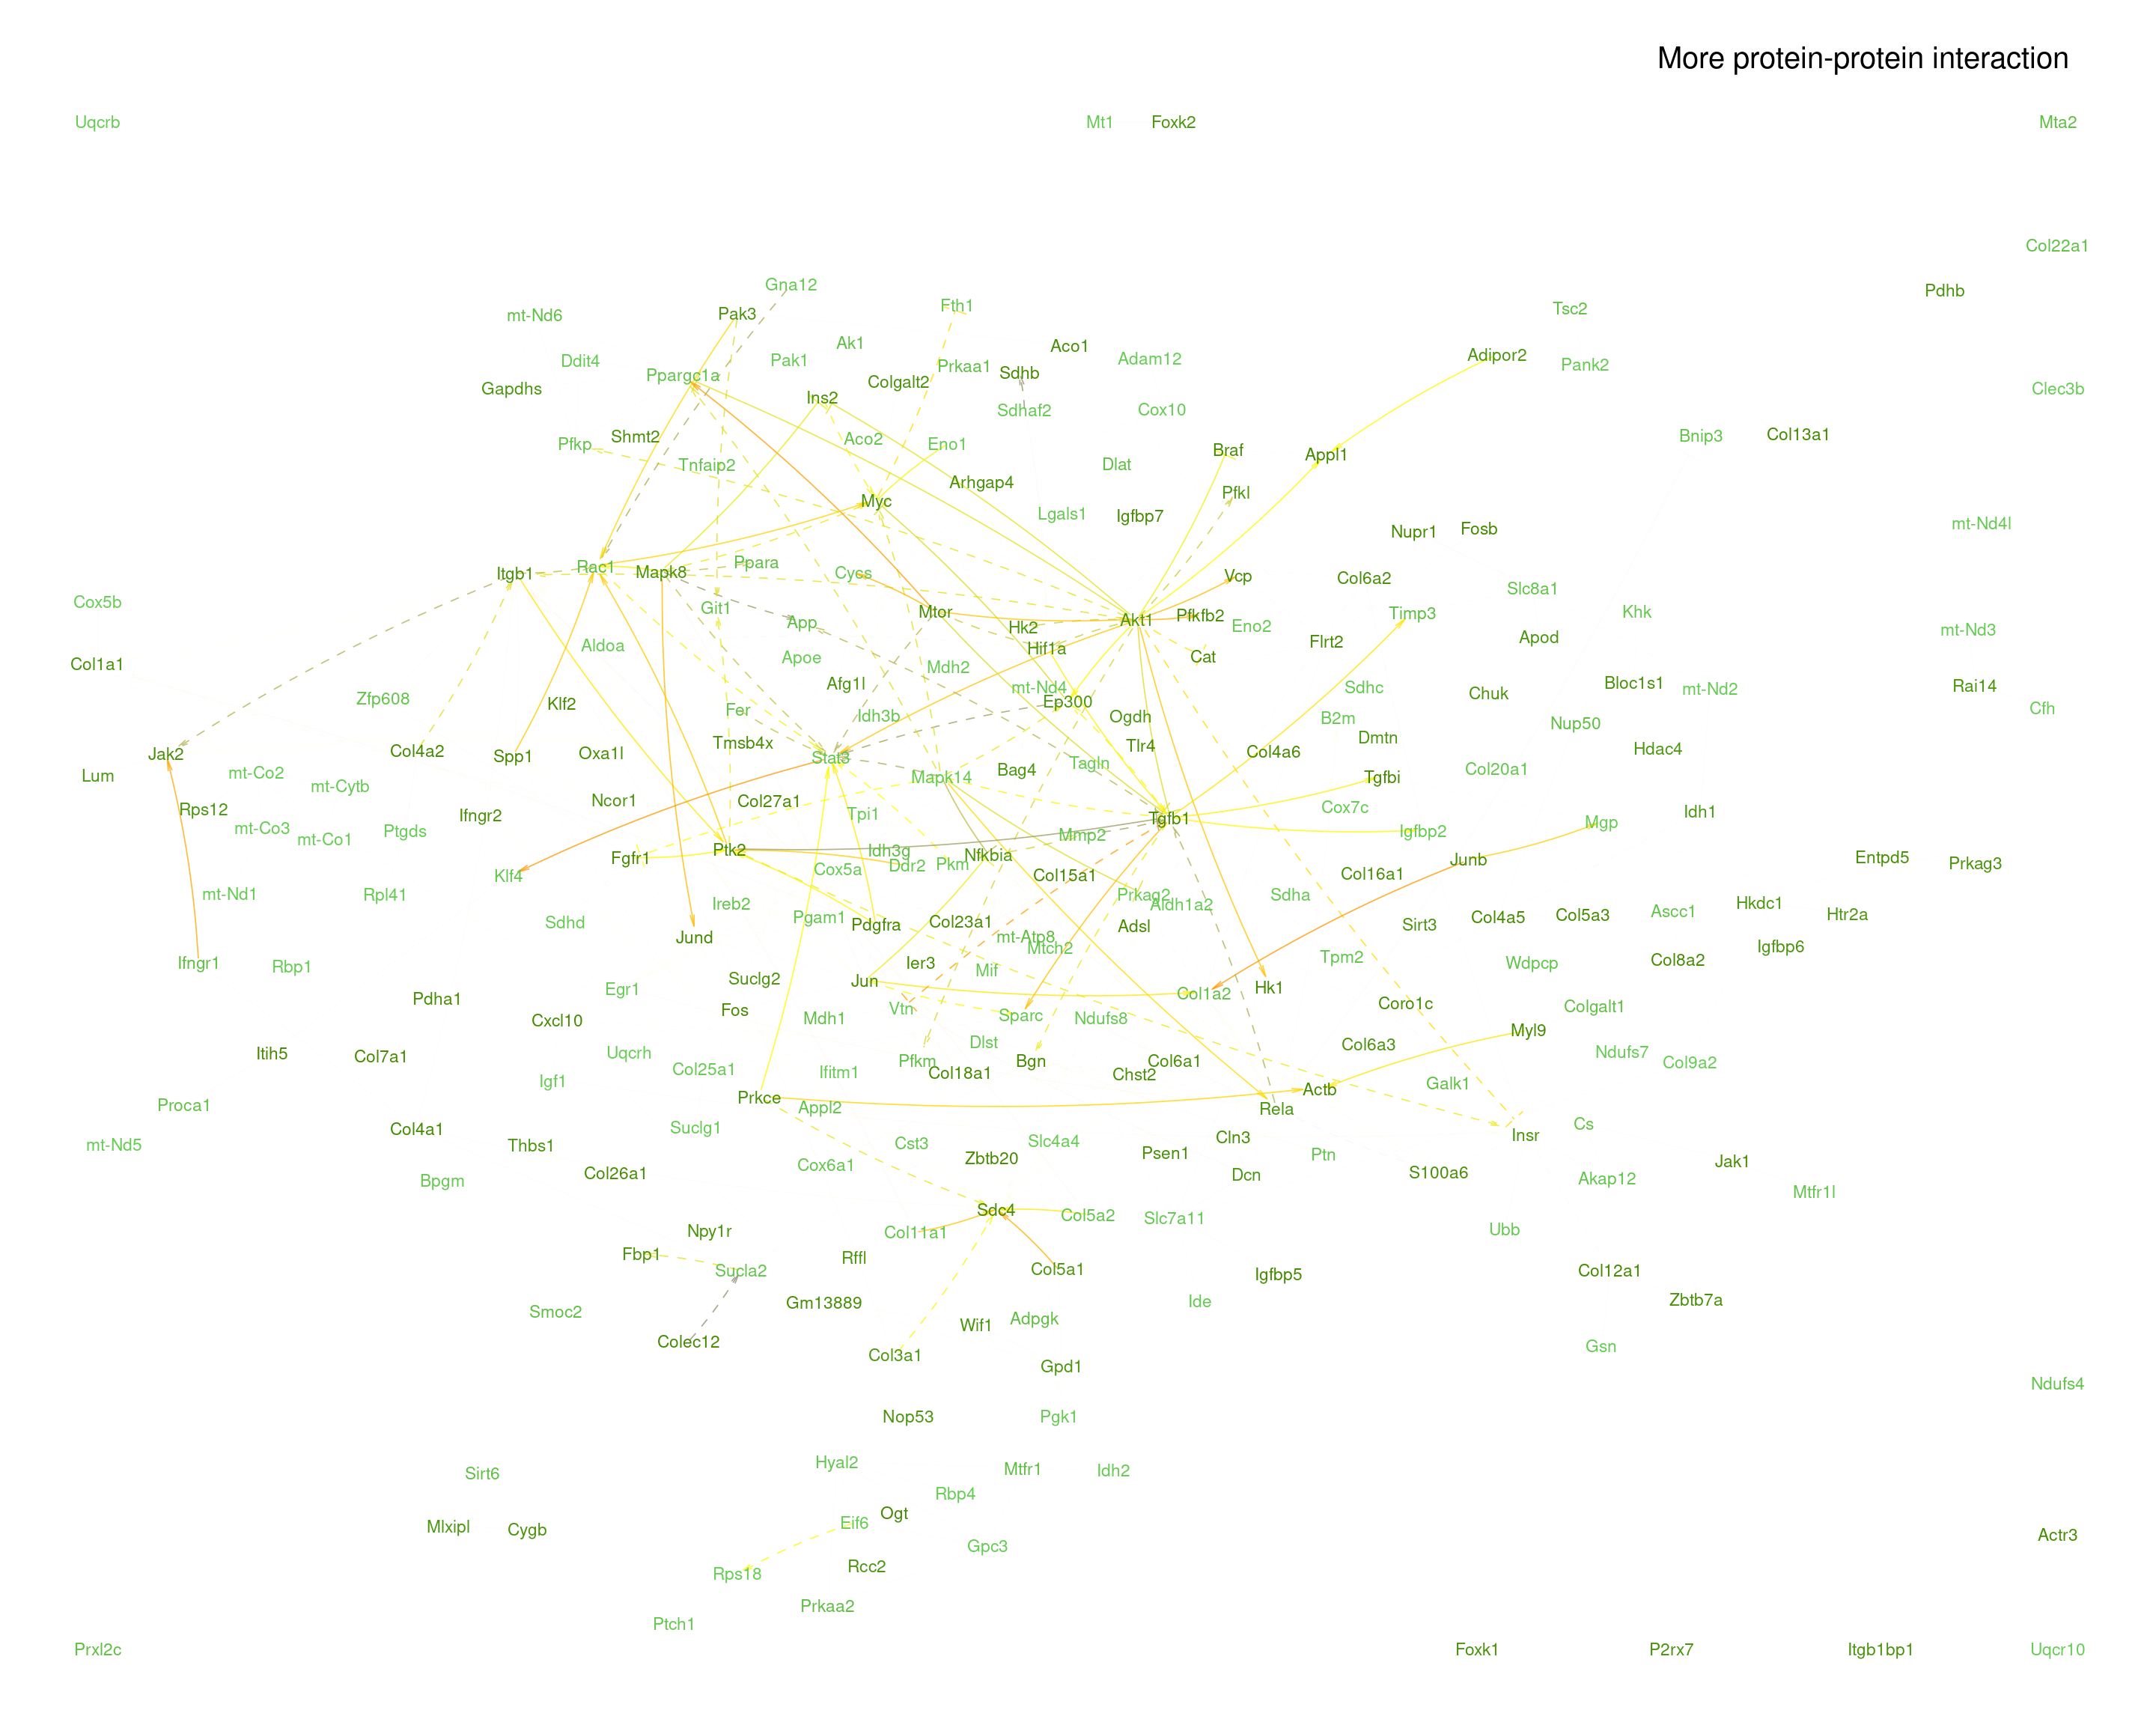 More protein-protein interaction
Uqcrb
Mt1
Foxk2
Mta2
Col22a1
Gna12
Pdhb
Fth1
Tsc2
Pak3
mt-Nd6
Ak1
Aco1
Adipor2
Adam12
Ddit4
Pak1
Prkaa1
Pank2
Sdhb
Ppargc1a
Colgalt2
Gapdhs
Clec3b
Ins2
Sdhaf2
Cox10
Col13a1
Bnip3
Shmt2
Aco2
Pfkp
Eno1
Braf
Appl1
Tnfaip2
Dlat
Arhgap4
Pfkl
Myc
Lgals1
Igfbp7
mt-Nd4l
Fosb
Nupr1
Ppara
Rac1
Itgb1
Mapk8
Cycs
Vcp
Col6a2
Slc8a1
Cox5b
Git1
Mtor
Timp3
Khk
Pfkfb2
App
Akt1
Hk2
Eno2
mt-Nd3
Apod
Flrt2
Aldoa
Hif1a
Apoe
Cat
Col1a1
Mdh2
Afg1l
Bloc1s1
Rai14
mt-Nd4
Sdhc
mt-Nd2
Chuk
Zfp608
Klf2
Ep300
Cfh
Fer
Idh3b
Ogdh
B2m
Nup50
Dmtn
Tmsb4x
Tlr4
Hdac4
Col4a2
Col4a6
Oxa1l
Jak2
Spp1
Stat3
Tagln
Bag4
Col20a1
mt-Co2
Lum
Mapk14
Tgfbi
mt-Cytb
Ncor1
Col27a1
Cox7c
Rps12
Idh1
Tpi1
Ifngr2
Tgfb1
Mgp
mt-Co3
Ptgds
Igfbp2
Mmp2
mt-Co1
Ptk2
Idh3g
Nfkbia
Fgfr1
Entpd5
Junb
Pkm
Prkag3
Ddr2
Cox5a
Col16a1
Klf4
Col15a1
mt-Nd1
Rpl41
Prkag2
Sdha
Ireb2
Aldh1a2
Hkdc1
Ascc1
Htr2a
Col5a3
Pgam1
Col4a5
Sdhd
Col23a1
Pdgfra
Sirt3
Adsl
mt-Atp8
Jund
Igfbp6
Mtch2
Tpm2
Col8a2
Ifngr1
Ier3
Wdpcp
Rbp1
Mif
Suclg2
Jun
Hk1
Egr1
Col1a2
Pdha1
Coro1c
Colgalt1
Vtn
Fos
Sparc
Mdh1
Ndufs8
Cxcl10
Myl9
Dlst
Col6a3
Ndufs7
Uqcrh
Itih5
Col7a1
Pfkm
Bgn
Col6a1
Col9a2
Col25a1
Ifitm1
Col18a1
Chst2
Igf1
Galk1
Actb
Prkce
Proca1
Appl2
Rela
Cs
Suclg1
Col4a1
Insr
Cln3
Slc4a4
Cst3
mt-Nd5
Thbs1
Psen1
Ptn
Zbtb20
Jak1
Cox6a1
Col26a1
S100a6
Dcn
Akap12
Bpgm
Mtfr1l
Sdc4
Col5a2
Slc7a11
Ubb
Npy1r
Col11a1
Fbp1
Rffl
Sucla2
Col5a1
Col12a1
Igfbp5
Zbtb7a
Ide
Gm13889
Smoc2
Adpgk
Wif1
Colec12
Gsn
Col3a1
Gpd1
Ndufs4
Nop53
Pgk1
Hyal2
Mtfr1
Idh2
Sirt6
Rbp4
Ogt
Eif6
Mlxipl
Cygb
Actr3
Gpc3
Rcc2
Rps18
Prkaa2
Ptch1
Prxl2c
Foxk1
P2rx7
Itgb1bp1
Uqcr10